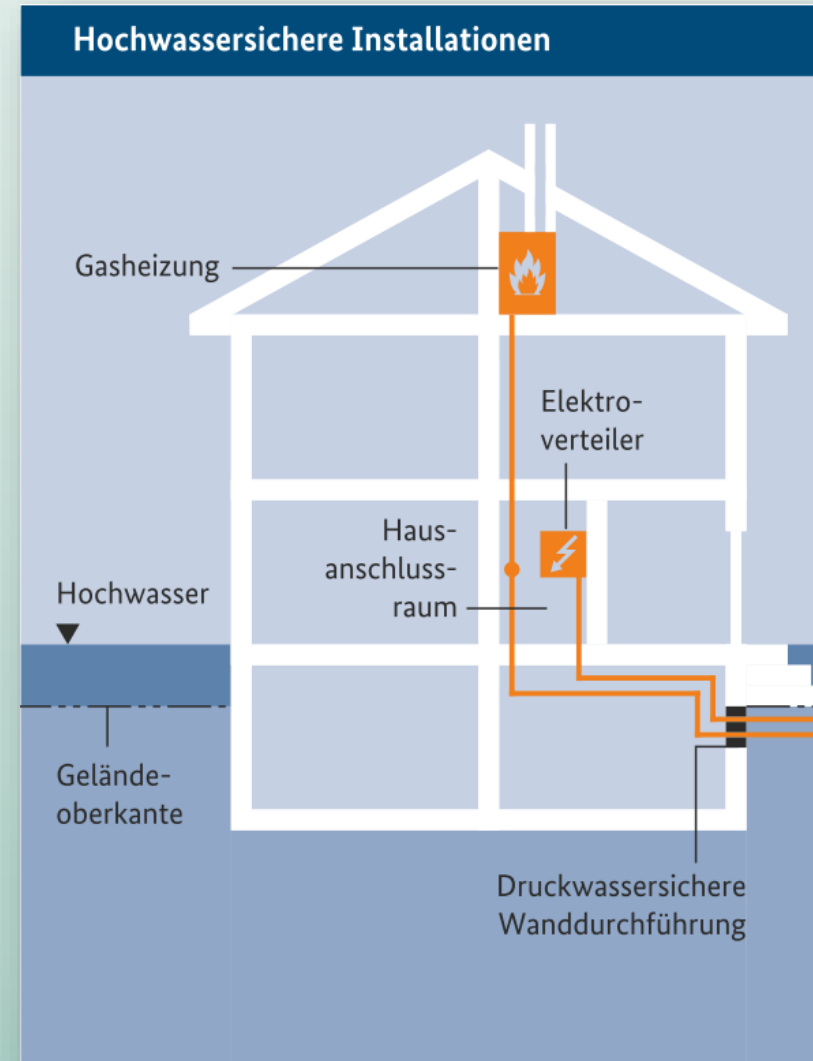 Hochwassersichere Installationen
Gasheizung
Elektro-
verteiler
Haus-
anschluss-
raum
Hochwasser
Gelände-
oberkante
Druckwassersichere
Wanddurchführung